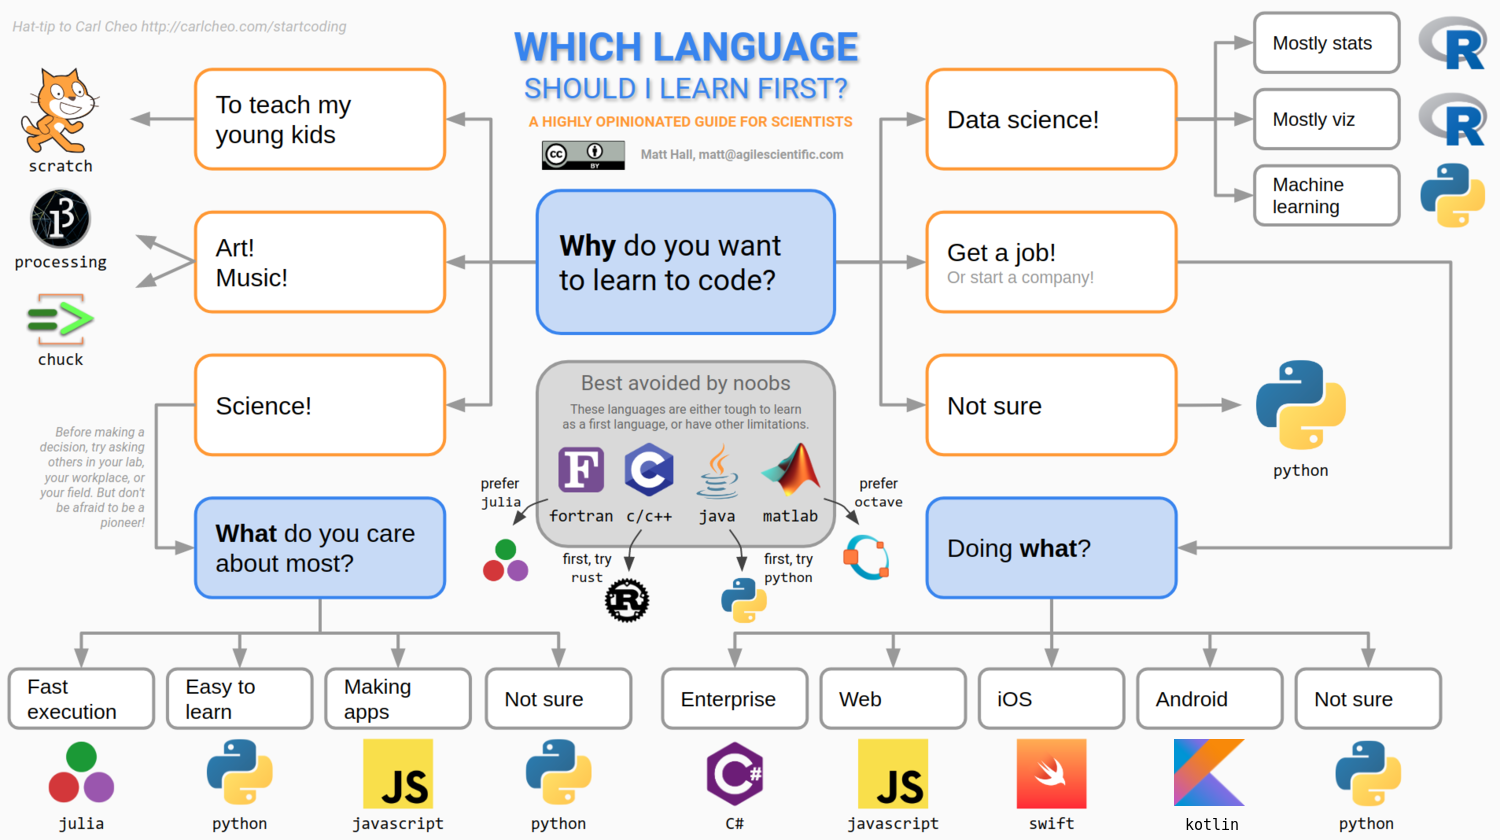 Hat-tip to Carl Cheo http://carlcheo.com/startcoding
WHICH LANGUAGE
SHOULD I LEARN FIRST?
A HIGHLY OPINIONATED GUIDE FOR SCIENTISTS
cc BY
Matt Hall, matt@agilescientific.com
Why do you want
to learn to code?
To teach my
young kids
scratch
Art!
Music!
processing
chuck
Science!
Before making a
decision, try asking
others in your lab,
your workplace, or
your field. But don't
be afraid to be a
pioneer!
What do you care
about most?
Fast
execution
julia
Easy to
learn
python
Making
apps
JS
javascript
Not sure
python
Best avoided by noobs
These languages are either tough to learn
as a first language, or have other limitations.
F
C
fortran
c/c++
java
matlab
prefer
julia
first, try
rust
R
first, try
python
prefer
octave
Data science!
Mostly stats
R
Mostly viz
R
Machine
learning
Get a job!
Or start a company!
Not sure
python
Doing what?
Enterprise
C#
C#
Web
JS
javascript
iOS
swift
Android
kotlin
Not sure
python